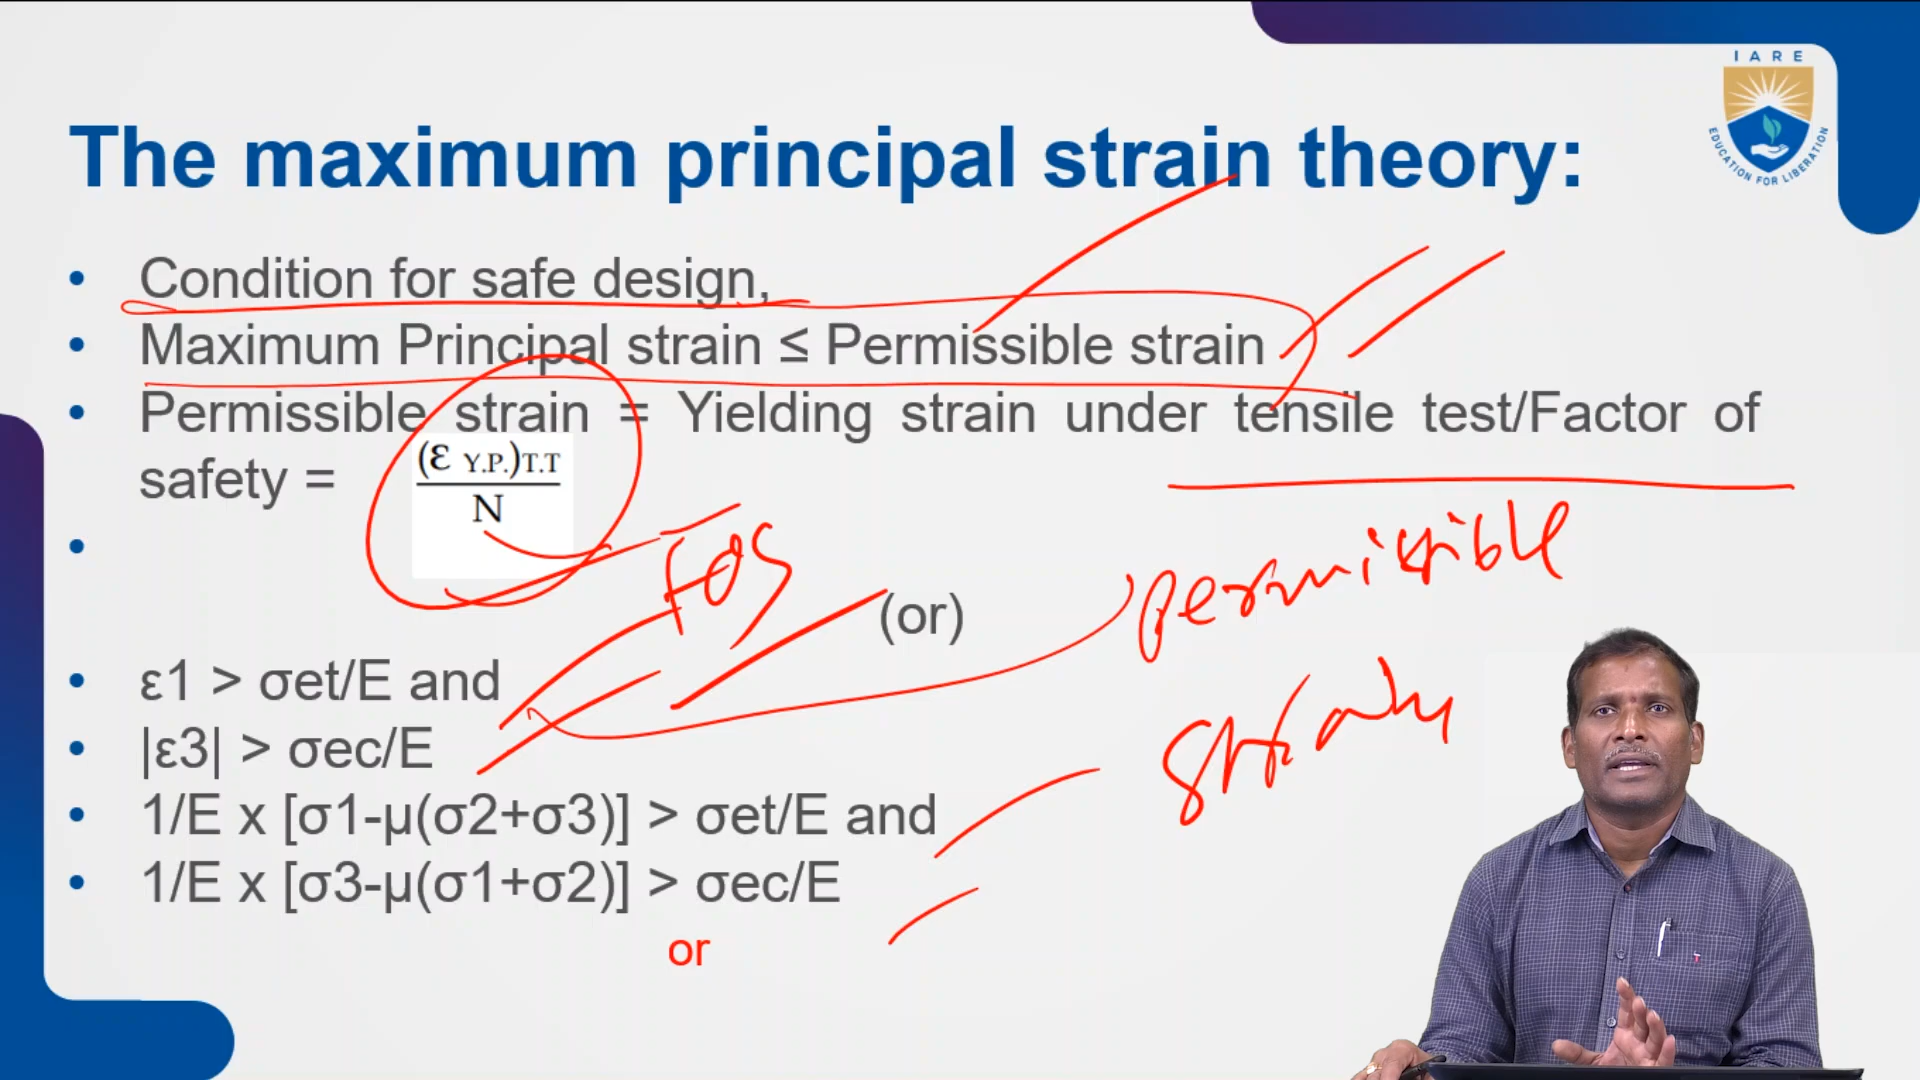 IARE
EDUCATION FOR LIBERATION
The maximum principal strain theory:
• Condition for safe design,
• Maximum Principal strain ≤ Permissible strain
• Permissible strain = Yielding strain under tensile test/Factor of
safety = (ε Y.P.)T.T
N
•
FOS
permissible
(or)
strain
• ε1 > σet/E and
• |ε3| > σec/E
• 1/E x [σ1-μ(σ2+σ3)] > σet/E and
• 1/E x [σ3-μ(σ1+σ2)] > σec/E
or